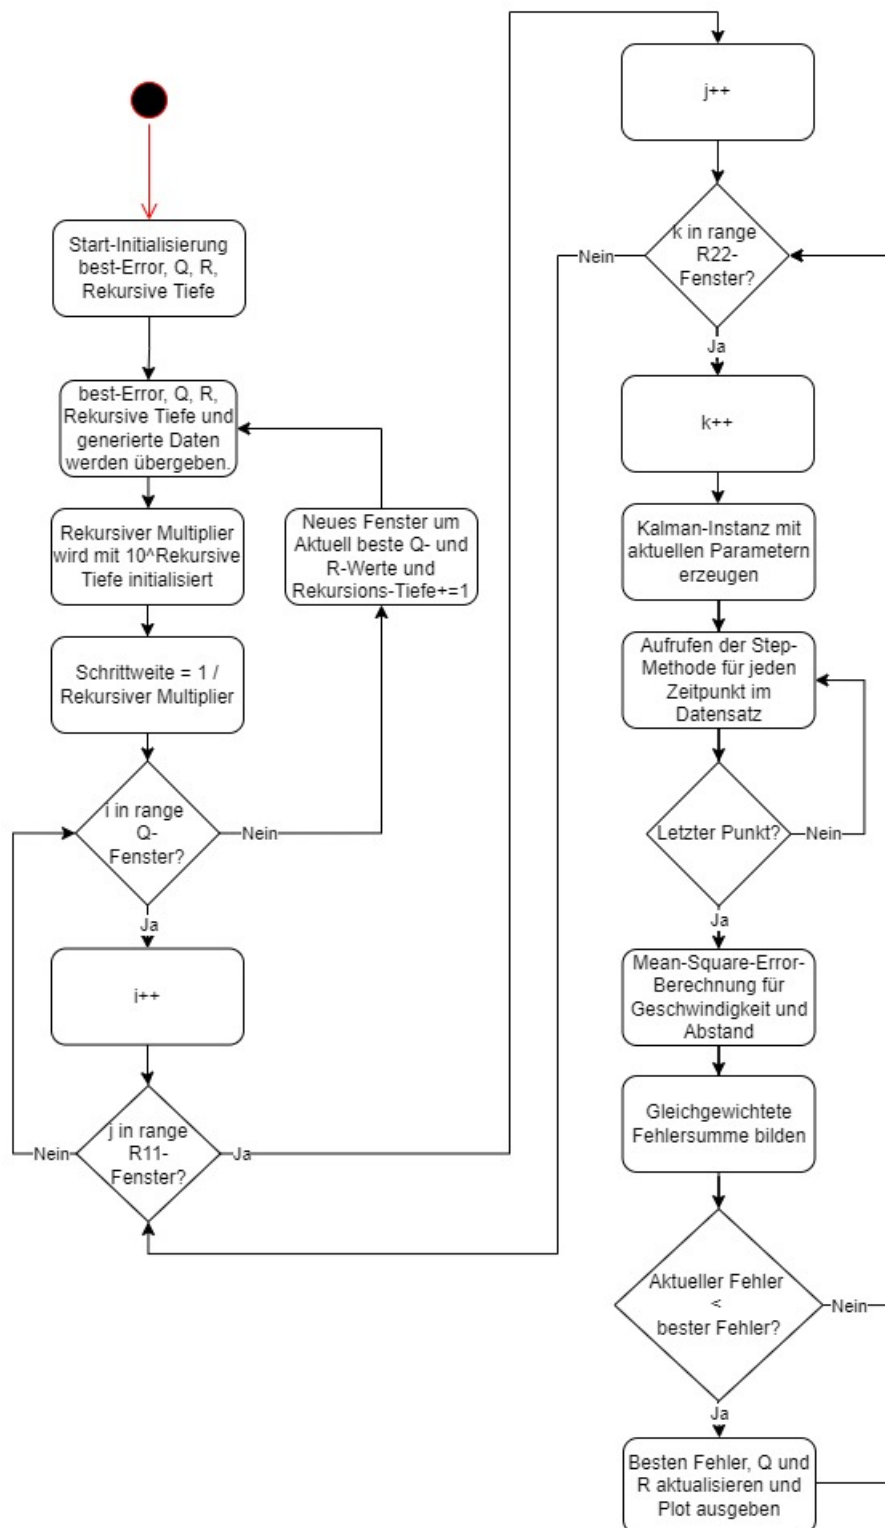 Start-Initialisierung
best-Error, Q, R,
Rekursive Tiefe
best-Error, Q, R,
Rekursive Tiefe und
generierte Daten
werden übergeben.
Rekursiver Multiplier
wird mit 10^Rekursive
Tiefe initialisiert
Neues Fenster um
Aktuell beste Q- und
R-Werte und
Rekursions-Tiefe+=1
Schrittweite = 1 /
Rekursiver Multiplier
i in range
Q-
Fenster?
Nein
Ja
i++
j in range
R11-
Fenster?
Nein
Ja
j++
k in range
R22-
Fenster?
Nein
Ja
k++
Kalman-Instanz mit
aktuellen Parametern
erzeugen
Aufrufen der Step-
Methode für jeden
Zeitpunkt im
Datensatz
Letzter Punkt?
Nein
Ja
Mean-Square-Error-
Berechnung für
Geschwindigkeit und
Abstand
Gleichgewichtete
Fehlersumme bilden
Aktueller Fehler
<
bester Fehler?
Nein
Ja
Besten Fehler, Q und
R aktualisieren und
Plot ausgeben